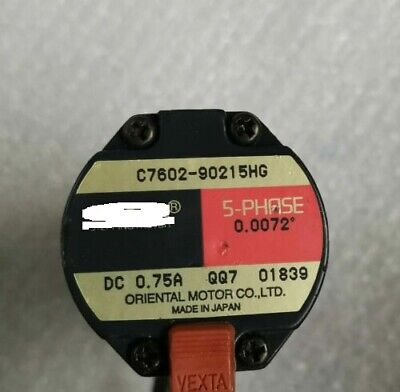 C7602-90215HG
®
5-PHASE
0.0072°
DC 0.75A QQ7 01839
ORIENTAL MOTOR CO.,LTD.
MADE IN JAPAN
VEXTA